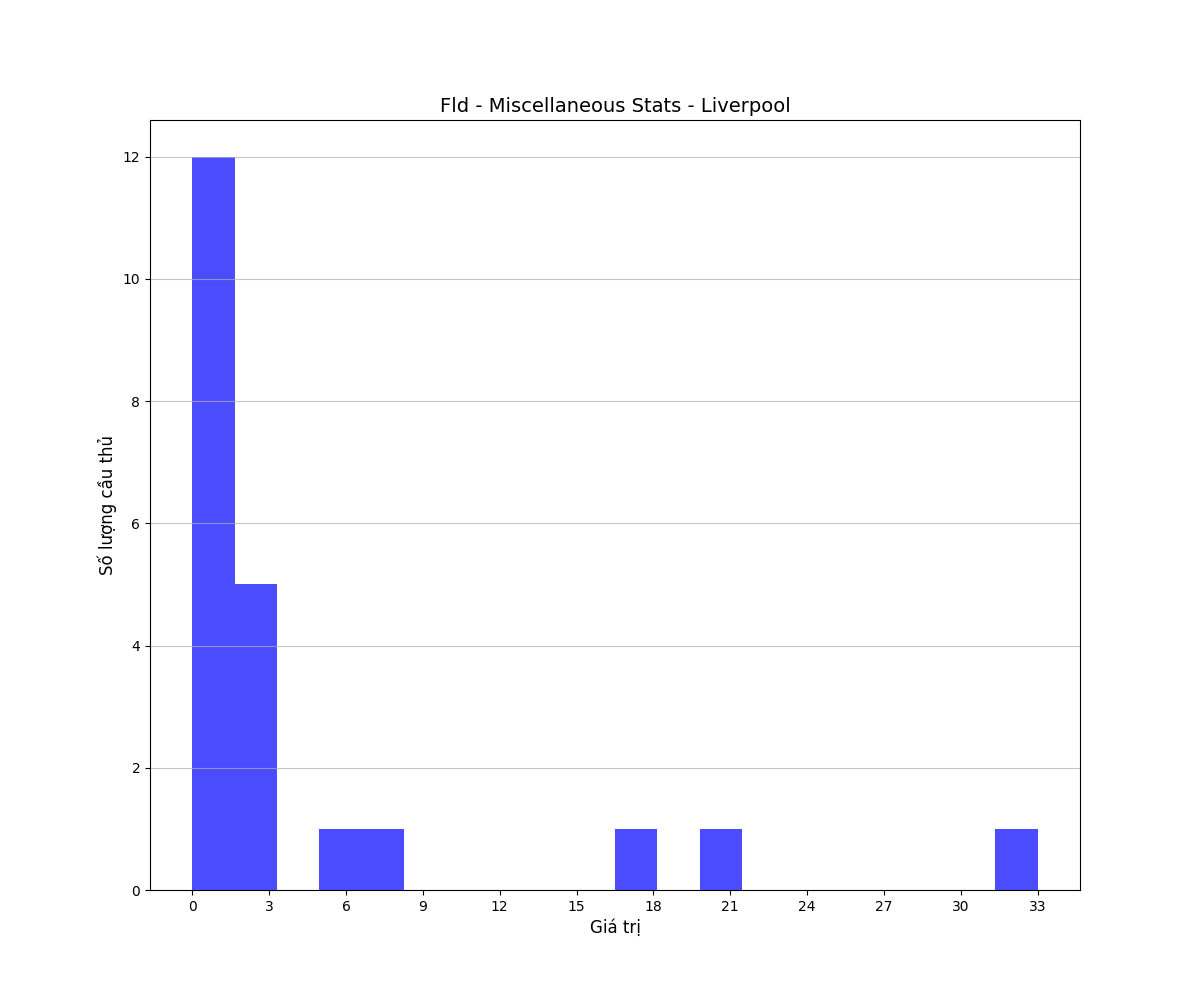 Fld - Miscellaneous Stats - Liverpool
12
10
8
6
4
2
0
Số lượng cầu thủ
0 3 6 9 12 15 18 21 24 27 30 33
Giá trị